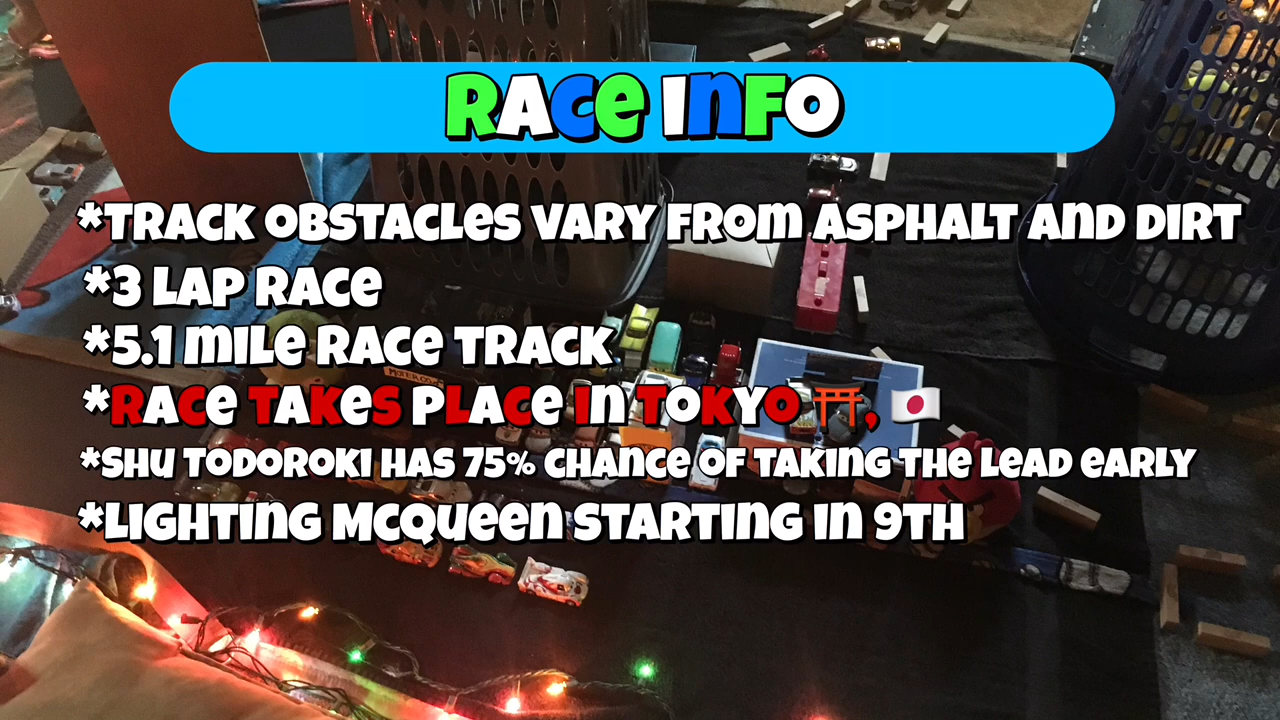 RACE INFO
*TRACK OBSTACLES VARY FROM ASPHALT AND DIRT
*3 LAP RACE
*5.1 MILE RACE TRACK
*RACE TAKES PLACE IN TOKYO ⛩️, 🇯🇵
*SHU TODOROKI HAS 75% CHANCE OF TAKING THE LEAD EARLY
*LIGHTING MCQUEEN STARTING IN 9TH